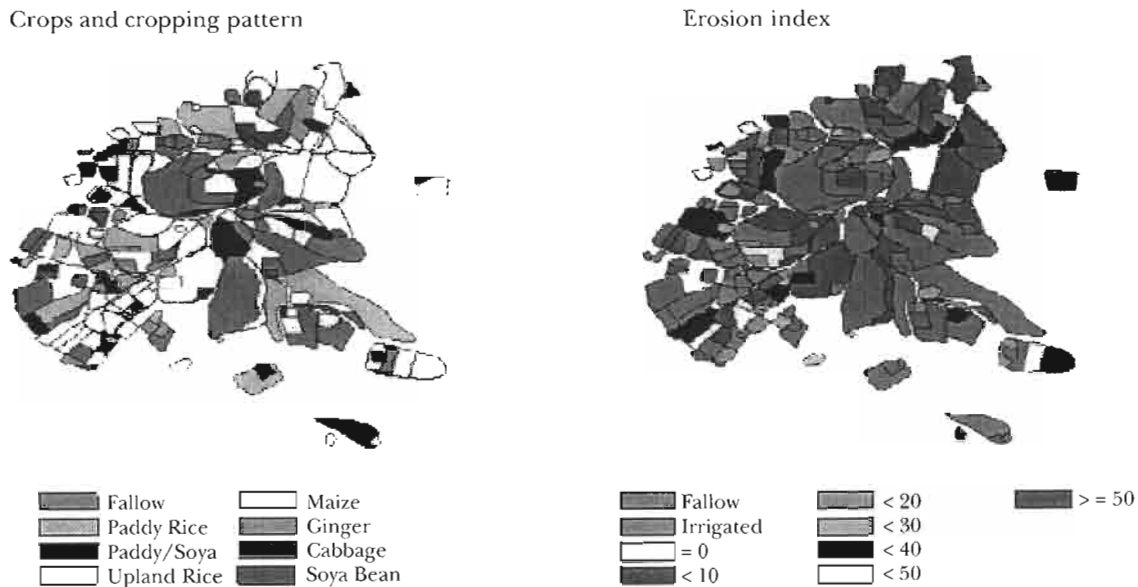 Crops and cropping pattern
Erosion index
Fallow
Paddy Rice
Paddy/Soya
Upland Rice
Maize
Ginger
Cabbage
Soya Bean
Fallow
Irrigated
= 0
< 10
< 20
< 30
< 40
< 50
> = 50